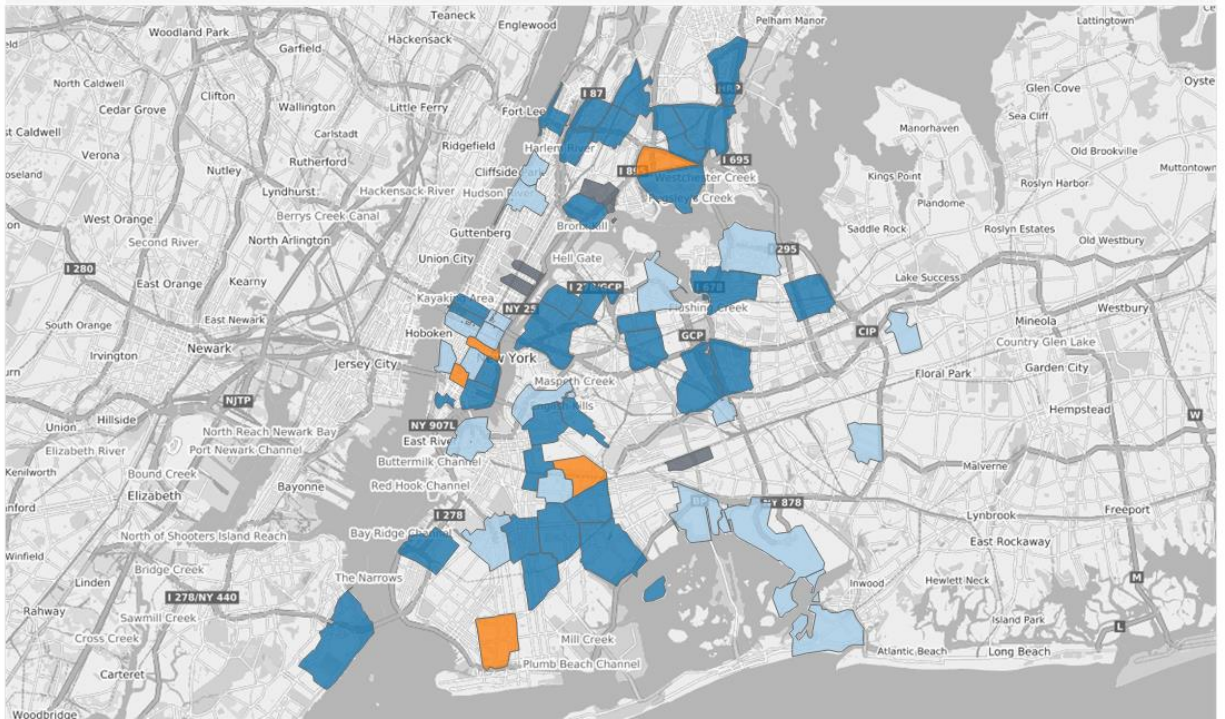 Teaneck
Englewood
Pelham Manor
Lattingtown
Woodland Park
Hackensack
Garfield
Oyste
North Caldwell
Clifton
Little Ferry
I 87
HRP
Glen Cove
Cedar Grove
Wallington
Fort Lee
Sea Cliff
st Caldwell
Carlstadt
Manorhaven
Ridgefield
Harlem River
Verona
Rutherford
Old Brookville
Cliffside Park
I 695
Muttontown
Roseland
Nutley
Hackensack River
Westchester Creek
Kings Point
Roslyn Harbor
Lyndhurst
Hudson River
Plandome
West Orange
Berrys Creek Canal
Saddle Rock
Roslyn Estates
Second River
North Arlington
Guttenberg
Old Westbury
I 280
Union City
Hell Gate
I 295
East Orange
Kearny
I 278/GCP
I 678
Lake Success
Kayaking Area
NY 25
Flushing Creek
Westbury
South Orange
East Newark
Hoboken
GCP
CIP
Mineola
Irvington
Newark
New York
Country Glen Lake
Jersey City
Floral Park
Garden City
Maspeth Creek
NJTP
English Kills
Hempstead
Union
Hillside
North Reach Newark Bay
NY 907L
W
Elizabeth River
Port Newark Channel
East River
Kenilworth
Bound Creek
Buttermilk Channel
Malverne
Elizabeth
Bayonne
Red Hook Channel
NY 878
Freeport
I 278
Lynbrook
North of Shooters Island Reach
Bay Ridge Channel
East Rockaway
Winfield
Bridge Creek
Linden
The Narrows
Inwood
Hewlett Neck
M
Rahway
I 278/NY 440
Sawmill Creek
Island Park
Cross Creek
Mill Creek
L
Carteret
Plumb Beach Channel
Atlantic Beach
Long Beach
Woodbridge